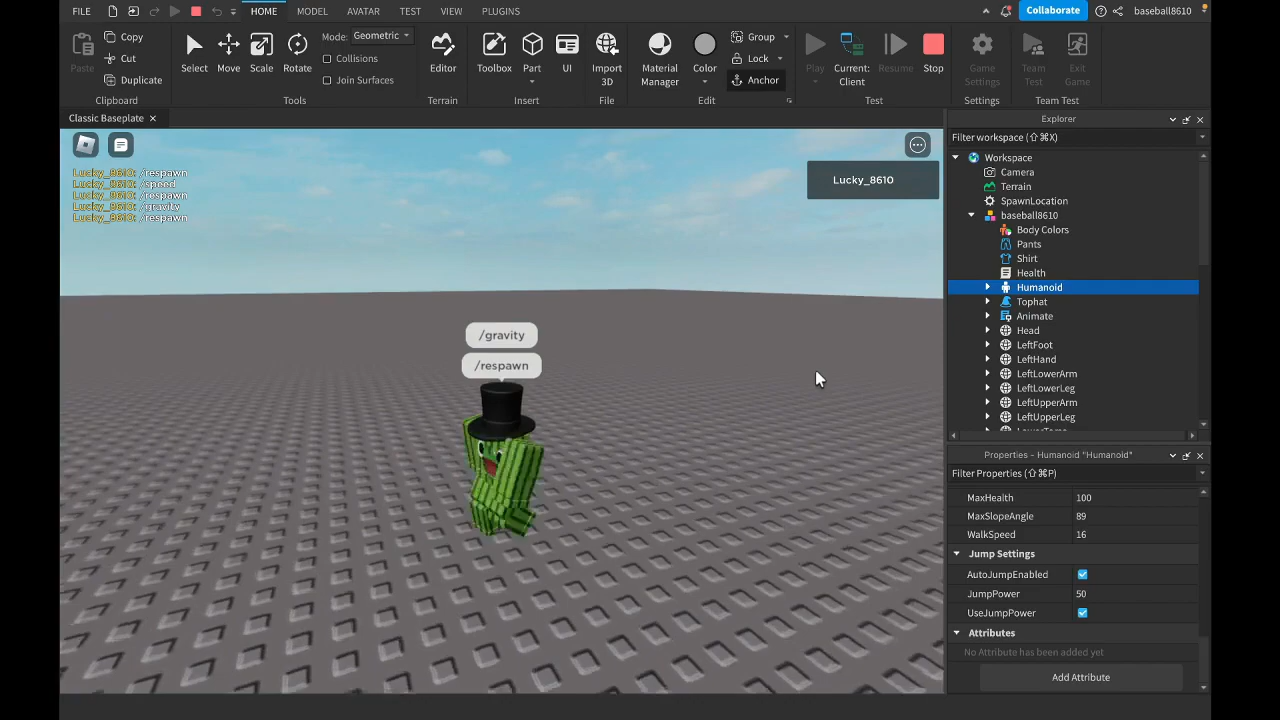 FILE HOME MODEL AVATAR TEST VIEW PLUGINS Collaborate baseball8610
Paste Copy Cut Duplicate Clipboard
Select Move Scale Rotate Mode: Geometric Collisions Join Surfaces Tools
Editor Terrain
Toolbox Part UI Insert
Import 3D File
Material Manager Color Group Lock Anchor Edit
Play Current: Client Resume Stop Test
Game Settings Settings
Team Test Exit Game Team Test
Classic Baseplate
Lucky_8610: /respawn
Lucky_8610: /speed
Lucky_8610: /respawn
Lucky_8610: /gravity
Lucky_8610: /respawn
Lucky_8610
/gravity
/respawn
Explorer
Filter workspace (⇧⌘X)
Workspace
Camera
Terrain
SpawnLocation
baseball8610
Body Colors
Pants
Shirt
Health
Humanoid
Tophat
Animate
Head
LeftFoot
LeftHand
LeftLowerArm
LeftLowerLeg
LeftUpperArm
LeftUpperLeg
Properties - Humanoid "Humanoid"
Filter Properties (⇧⌘P)
MaxHealth 100
MaxSlopeAngle 89
WalkSpeed 16
Jump Settings
AutoJumpEnabled
JumpPower 50
UseJumpPower
Attributes
No Attribute has been added yet
Add Attribute